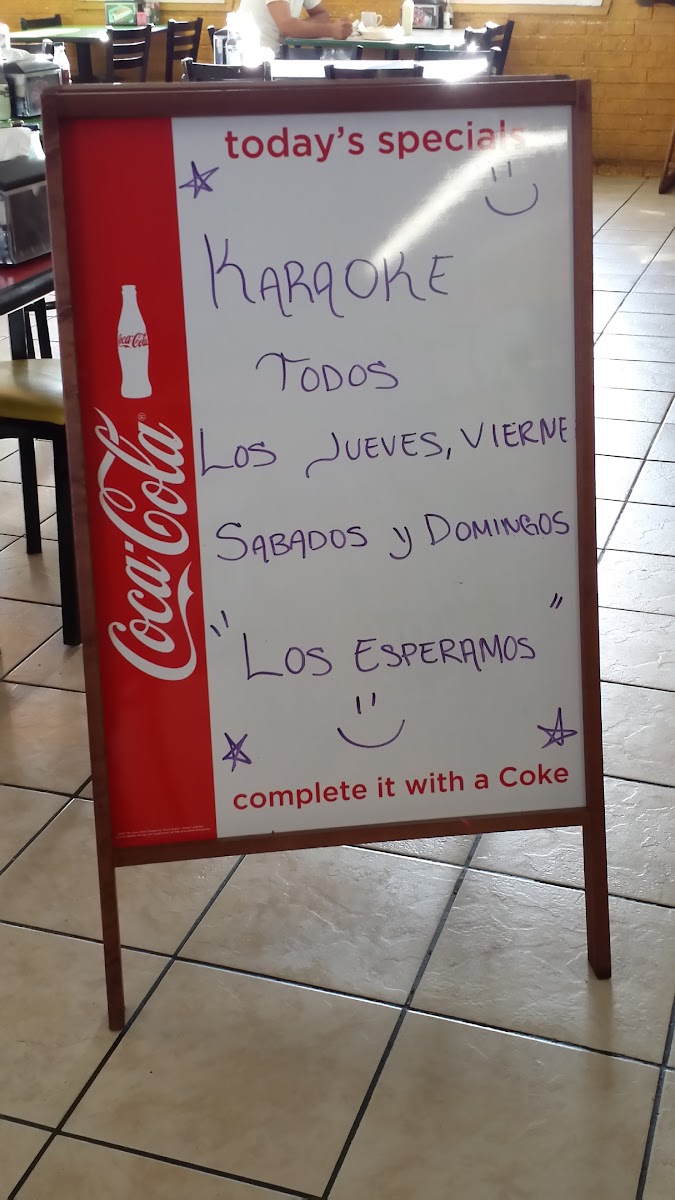 today's specials
KARAOKE
TODOS
LOS JUEVES, VIERNE
SABADOS y DOMINGOS
"LOS ESPERAMOS"
complete it with a Coke
Coca-Cola
Coca-Cola®